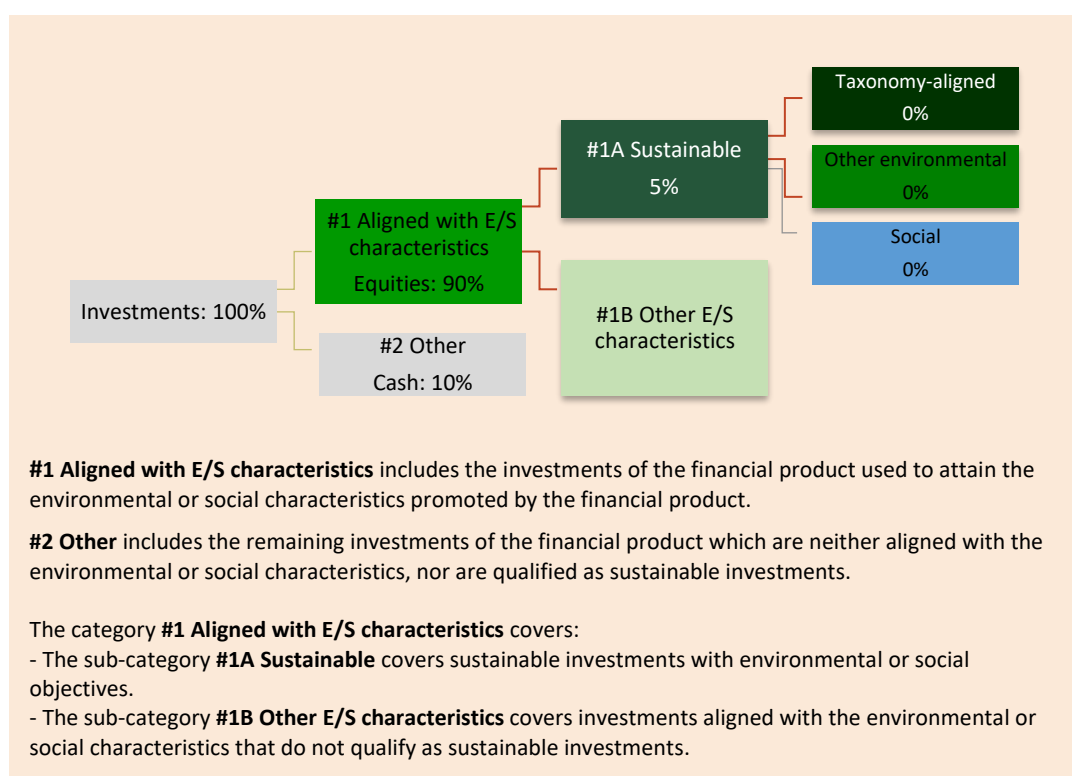 Taxonomy-aligned
0%
#1A Sustainable
5%
Other environmental
0%
#1 Aligned with E/S
characteristics
Equities: 90%
Social
0%
Investments: 100%
#1B Other E/S
characteristics
#2 Other
Cash: 10%
#1 Aligned with E/S characteristics includes the investments of the financial product used to attain the
environmental or social characteristics promoted by the financial product.
#2 Other includes the remaining investments of the financial product which are neither aligned with the
environmental or social characteristics, nor are qualified as sustainable investments.
The category #1 Aligned with E/S characteristics covers:
- The sub-category #1A Sustainable covers sustainable investments with environmental or social
objectives.
- The sub-category #1B Other E/S characteristics covers investments aligned with the environmental or
social characteristics that do not qualify as sustainable investments.